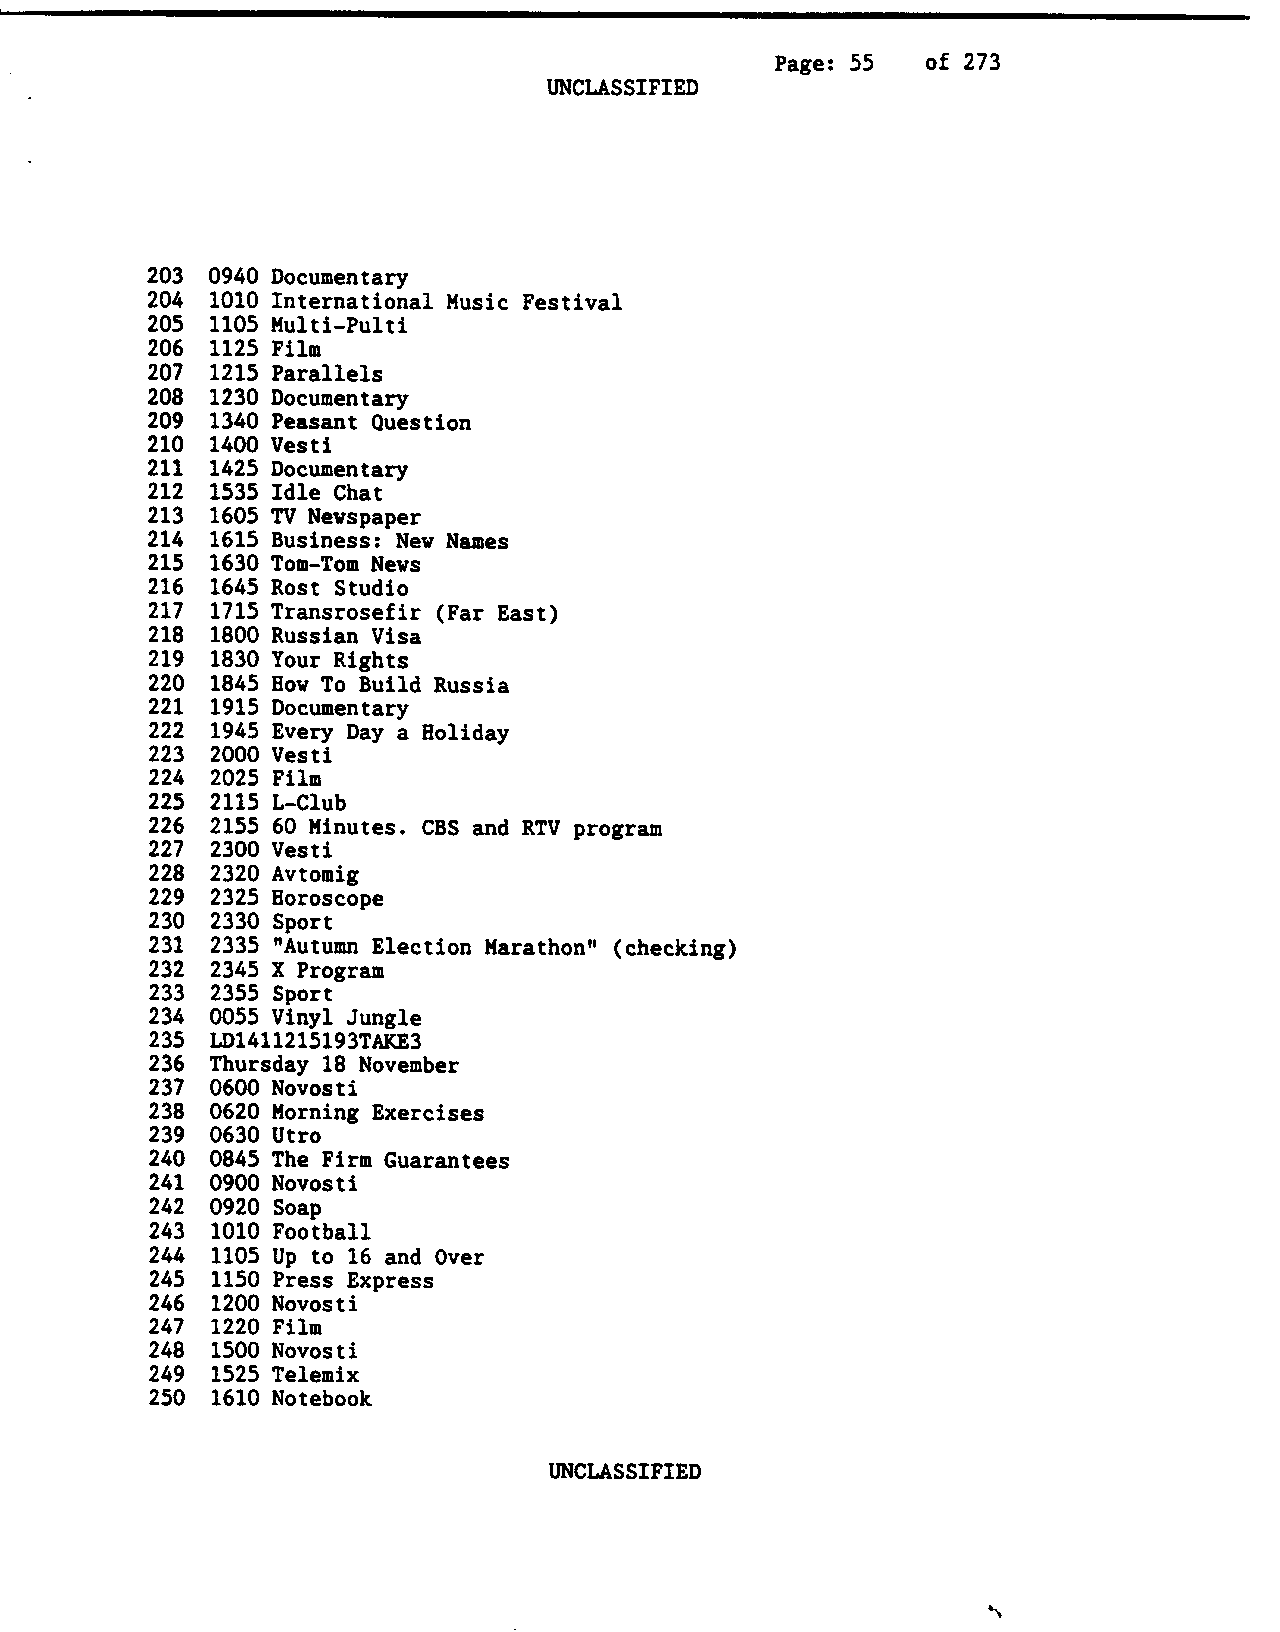 Page: 55 of 273
UNCLASSIFIED
203 0940 Documentary
204 1010 International Music Festival
205 1105 Multi-Pulti
206 1125 Film
207 1215 Parallels
208 1230 Documentary
209 1340 Peasant Question
210 1400 Vesti
211 1425 Documentary
212 1535 Idle Chat
213 1605 TV Newspaper
214 1615 Business: New Names
215 1630 Tom-Tom News
216 1645 Rost Studio
217 1715 Transrosefir (Far East)
218 1800 Russian Visa
219 1830 Your Rights
220 1845 How To Build Russia
221 1915 Documentary
222 1945 Every Day a Holiday
223 2000 Vesti
224 2025 Film
225 2115 L-Club
226 2155 60 Minutes. CBS and RTV program
227 2300 Vesti
228 2320 Avtomig
229 2325 Horoscope
230 2330 Sport
231 2335 "Autumn Election Marathon" (checking)
232 2345 X Program
233 2355 Sport
234 0055 Vinyl Jungle
235 LD1411215193TAKE3
236 Thursday 18 November
237 0600 Novosti
238 0620 Morning Exercises
239 0630 Utro
240 0845 The Firm Guarantees
241 0900 Novosti
242 0920 Soap
243 1010 Football
244 1105 Up to 16 and Over
245 1150 Press Express
246 1200 Novosti
247 1220 Film
248 1500 Novosti
249 1525 Telemix
250 1610 Notebook
UNCLASSIFIED